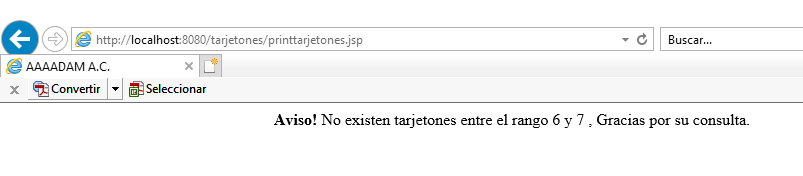 http://localhost:8080/tarjetones/printtarjetones.jsp
Buscar...
AAAADAM A.C.
Convertir
Seleccionar
Aviso! No existen tarjetones entre el rango 6 y 7 , Gracias por su consulta.